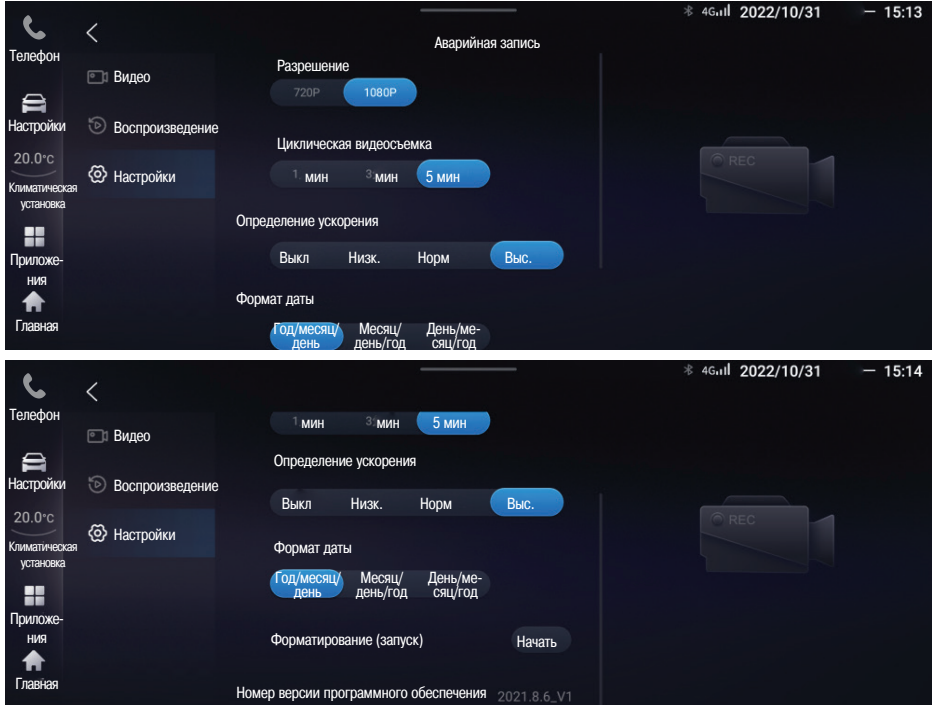 4G 2022/10/31 — 15:13
Телефон
Аварийная запись
Разрешение
Видео
720P 1080P
Настройки
Воспроизведение
Циклическая видеосъемка
20.0°C
1 мин 3 мин 5 мин
REC
Настройки
Климатическая
установка
Определение ускорения
Выкл Низк. Норм Выс.
Приложе-
ния
Формат даты
Главная
Год/месяц/
день
Месяц/
день/год
День/ме-
сяц/год
4G 2022/10/31 — 15:14
Телефон
1 мин 3 мин 5 мин
Видео
Определение ускорения
Настройки
Воспроизведение
Выкл Низк. Норм Выс.
20.0°C
REC
Настройки
Климатическая
установка
Формат даты
Год/месяц/
день
Месяц/
день/год
День/ме-
сяц/год
Приложе-
ния
Форматирование (запуск) Начать
Главная
Номер версии программного обеспечения 2021.8.6_V1